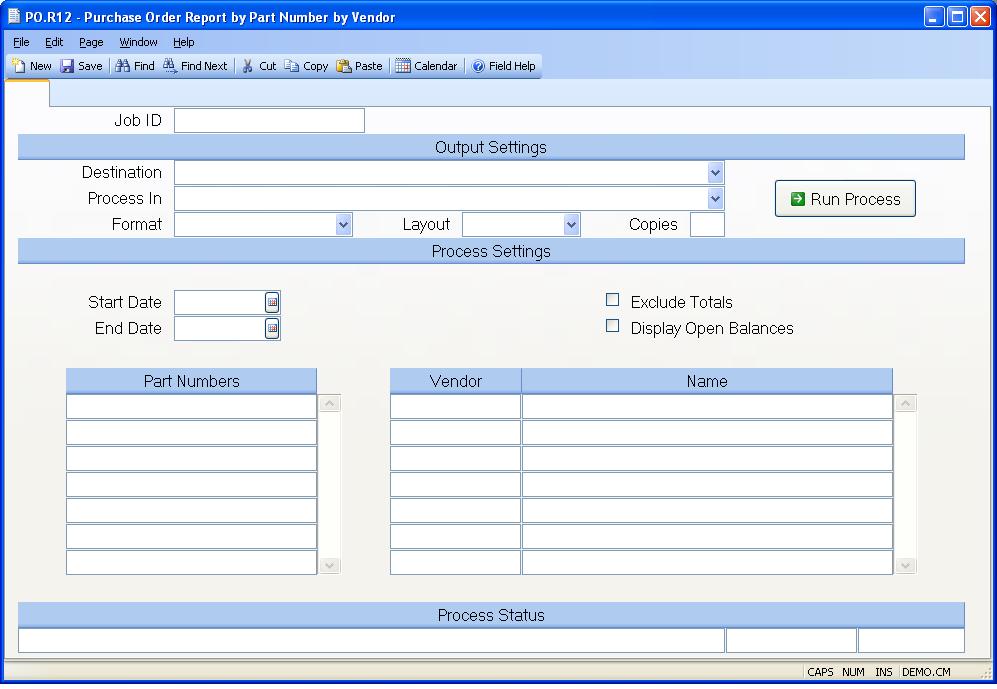 PO.R12 - Purchase Order Report by Part Number by Vendor
File Edit Page Window Help
New Save Find Find Next Cut Copy Paste Calendar Field Help
Job ID
Output Settings
Destination
Process In
Run Process
Format Layout Copies
Process Settings
Start Date Exclude Totals
End Date Display Open Balances
Part Numbers Vendor Name
Process Status
CAPS NUM INS DEMO.CM